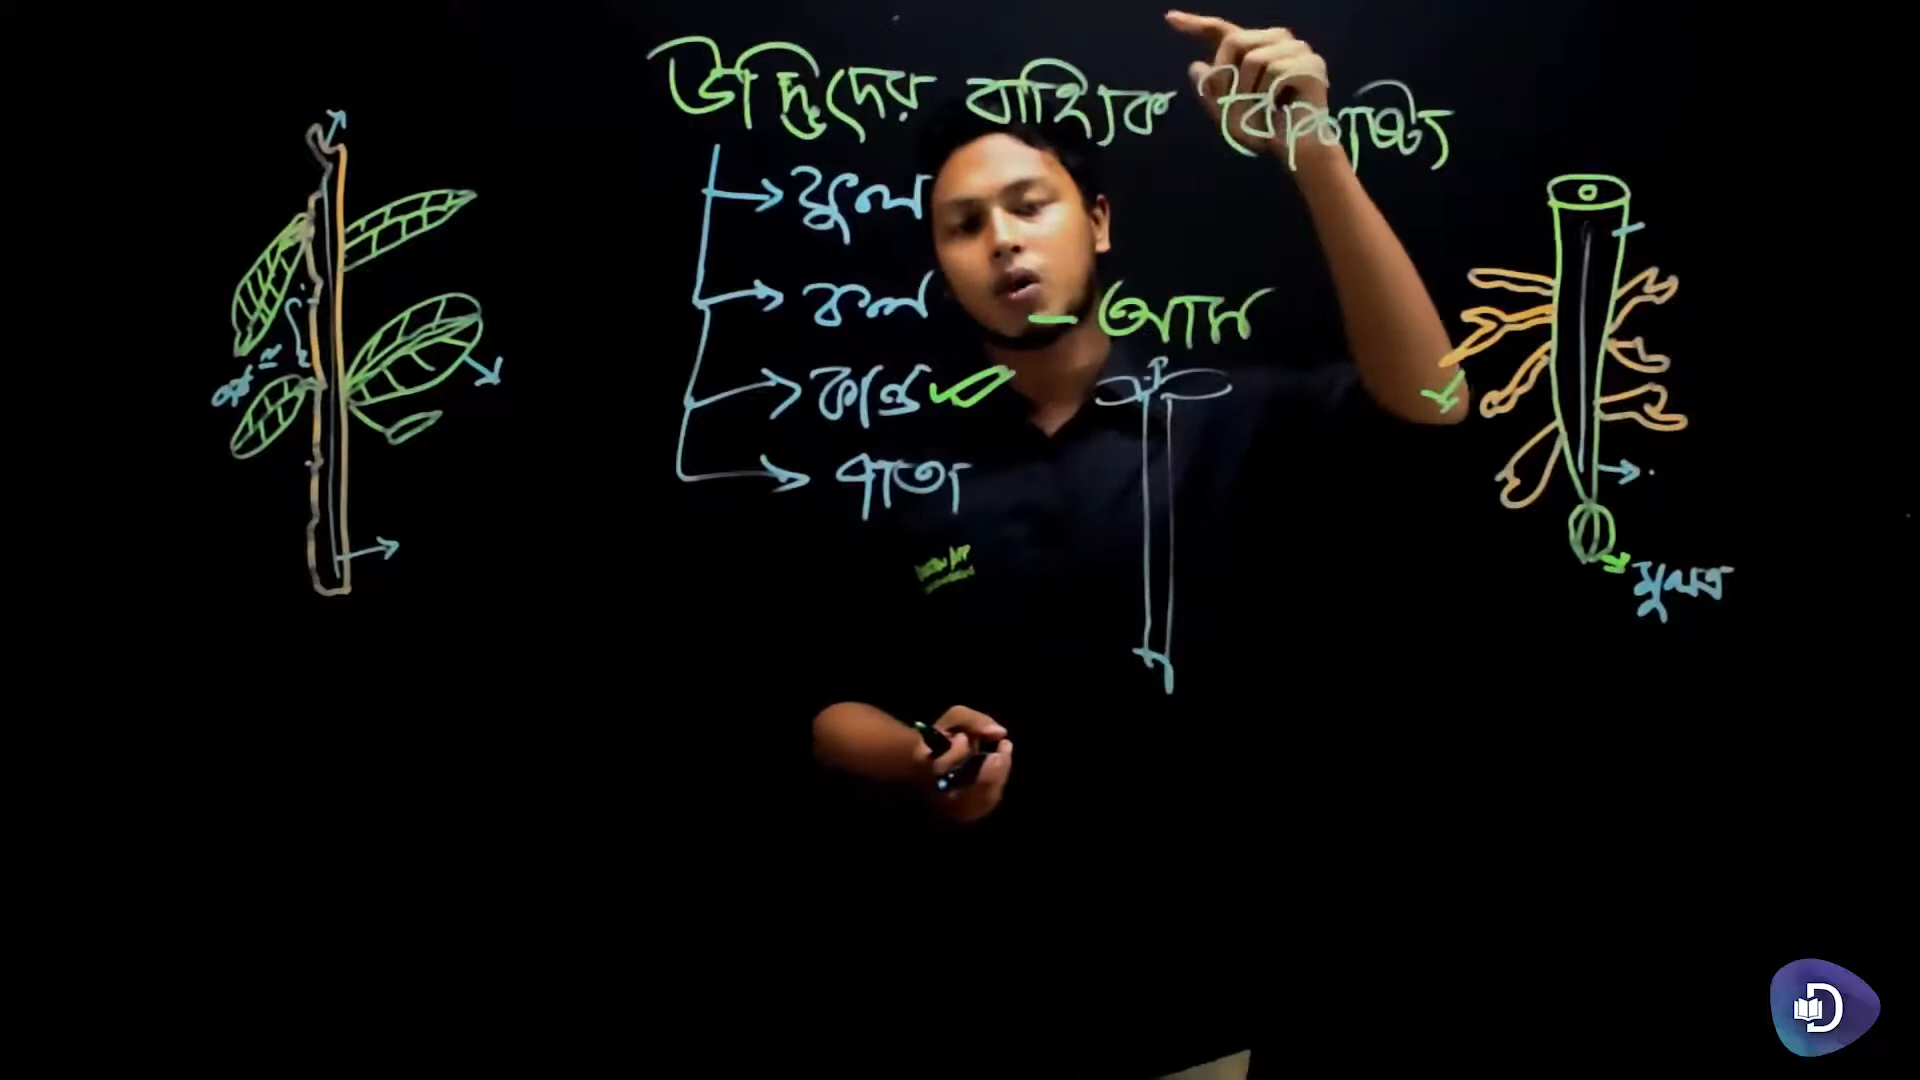 উদ্ভিদের বাহ্যিক বৈশিষ্ট্য
ফুল
ফল - আম
কাণ্ড
পাতা
মূলত্র
D